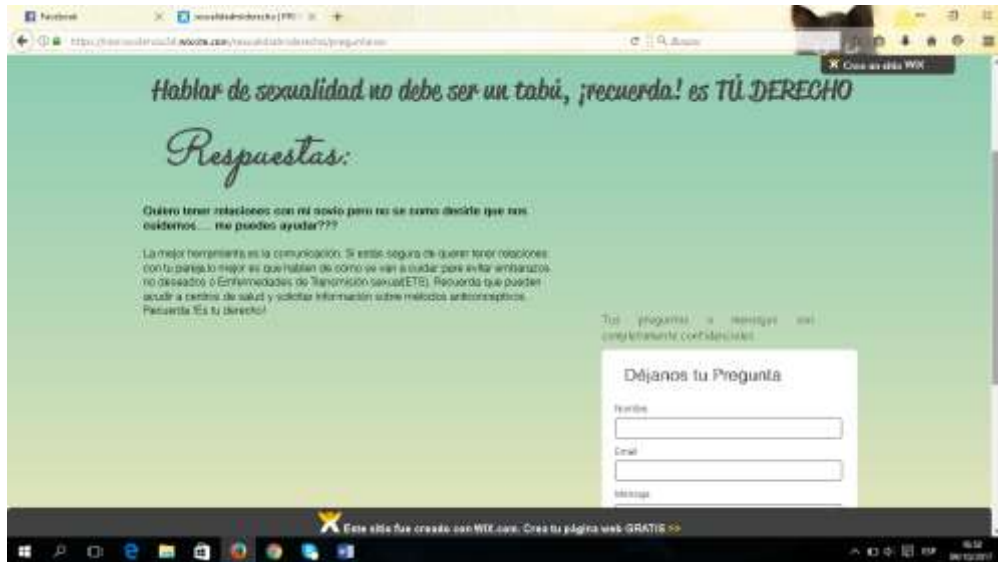 Facebook
Buscar
Crea un sitio WIX
Hablar de sexualidad no debe ser un tabú, ¡recuerda! es TÚ DERECHO
Respuestas:
Quiero tener relaciones con mi novio pero no se como decirle que nos
cuidemos.... me puedes ayudar???
La mejor herramienta es la comunicación. Si estás segura de querer tener relaciones
con tu pareja lo mejor es que hablen de cómo se van a cuidar para evitar embarazos
no deseados o Enfermedades de Transmisión sexual(ETS). Recuerda que pueden
acudir a centros de salud y solicitar información sobre métodos anticonceptivos.
Recuerda !Es tu derecho!
Tus preguntas o mensajes son
completamente confidenciales
Déjanos tu Pregunta
Nombre
Email
Mensaje
Este sitio fue creado con WIX.com. Crea tu página web GRATIS >>
ESP